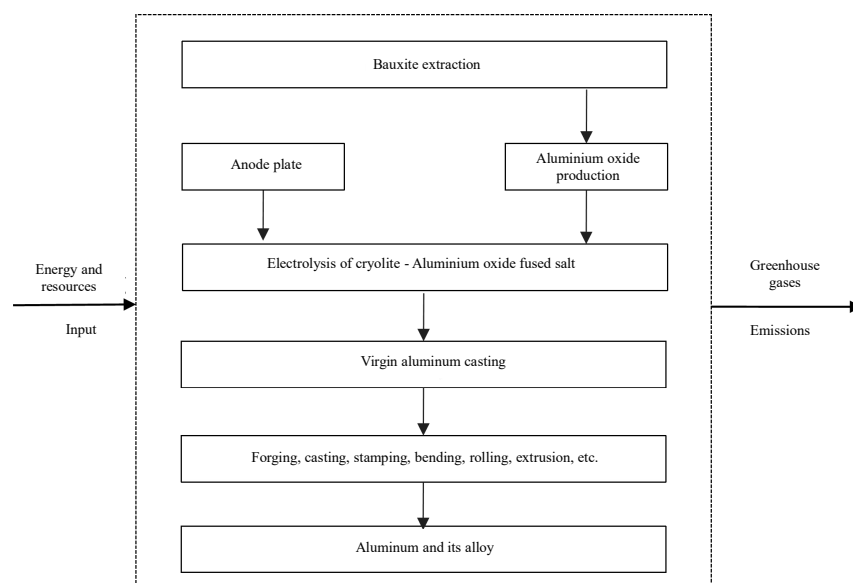 Bauxite extraction
Anode plate
Aluminium oxide
production
Electrolysis of cryolite - Aluminium oxide fused salt
Energy and
resources
Input
Greenhouse
gases
Emissions
Virgin aluminum casting
Forging, casting, stamping, bending, rolling, extrusion, etc.
Aluminum and its alloy